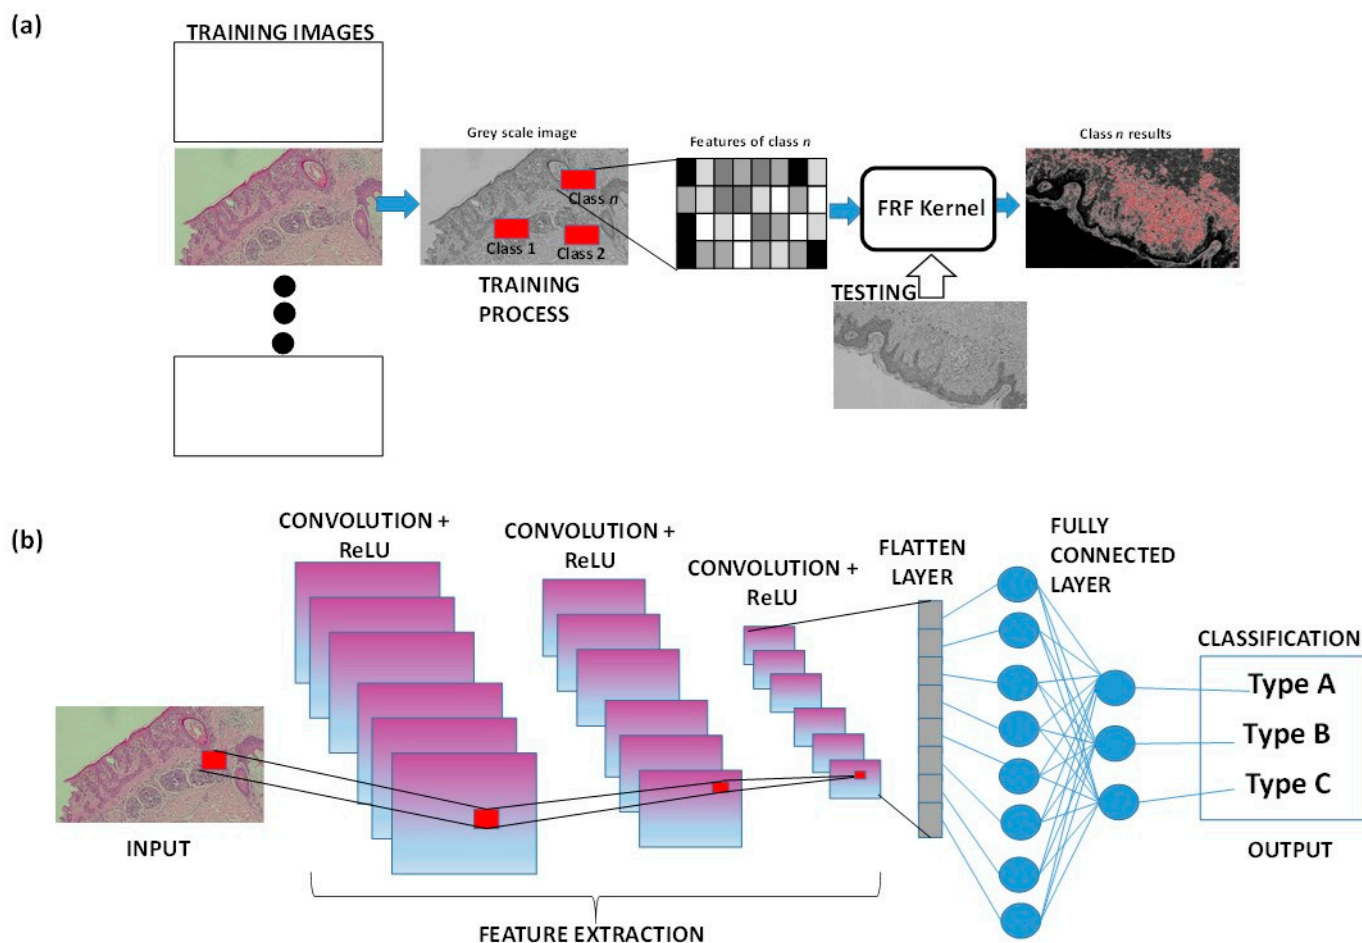 (a)
TRAINING IMAGES
Grey scale image
Class n
Class 1
Class 2
TRAINING
PROCESS
Features of class n
FRF Kernel
TESTING
Class n results
(b)
CONVOLUTION +
ReLU
CONVOLUTION +
ReLU
CONVOLUTION +
ReLU
FLATTEN
LAYER
FULLY
CONNECTED
LAYER
CLASSIFICATION
Type A
Type B
Type C
INPUT
OUTPUT
FEATURE EXTRACTION